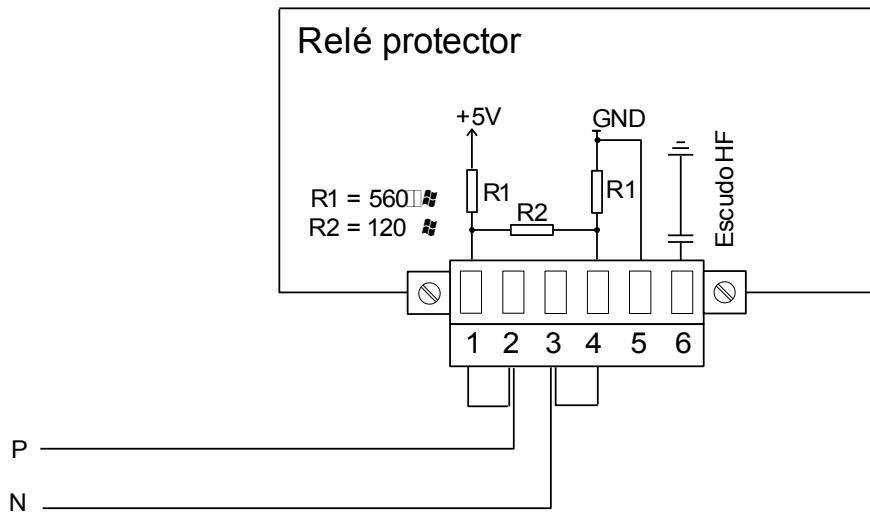 Relé protector
+5V
GND
R1
R1
R2
R1 = 560
R2 = 120
Escudo HF
1 2 3 4 5 6
P
N